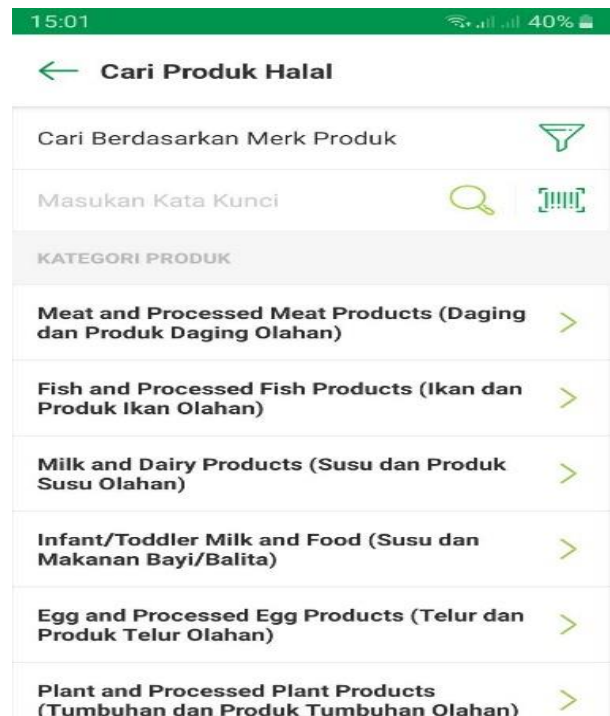 15:01 40%
Cari Produk Halal
Cari Berdasarkan Merk Produk
Masukan Kata Kunci
KATEGORI PRODUK
Meat and Processed Meat Products (Daging
dan Produk Daging Olahan)
Fish and Processed Fish Products (Ikan dan
Produk Ikan Olahan)
Milk and Dairy Products (Susu dan Produk
Susu Olahan)
Infant/Toddler Milk and Food (Susu dan
Makanan Bayi/Balita)
Egg and Processed Egg Products (Telur dan
Produk Telur Olahan)
Plant and Processed Plant Products
(Tumbuhan dan Produk Tumbuhan Olahan)